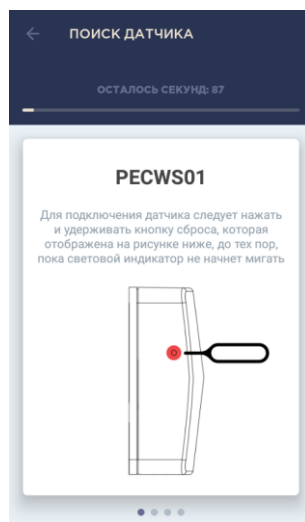 ПОИСК ДАТЧИКА
ОСТАЛОСЬ СЕКУНД: 87
PECWS01
Для подключения датчика следует нажать
и удерживать кнопку сброса, которая
отображена на рисунке ниже, до тех пор,
пока световой индикатор не начнет мигать